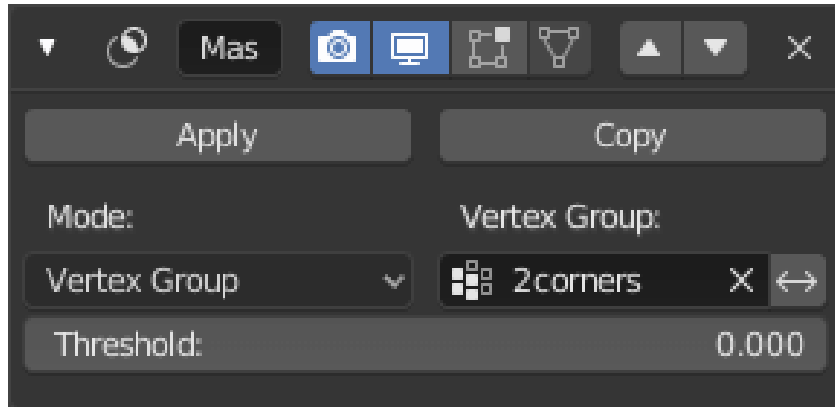 Mas
Apply Copy
Mode: Vertex Group:
Vertex Group 2corners
Threshold: 0.000